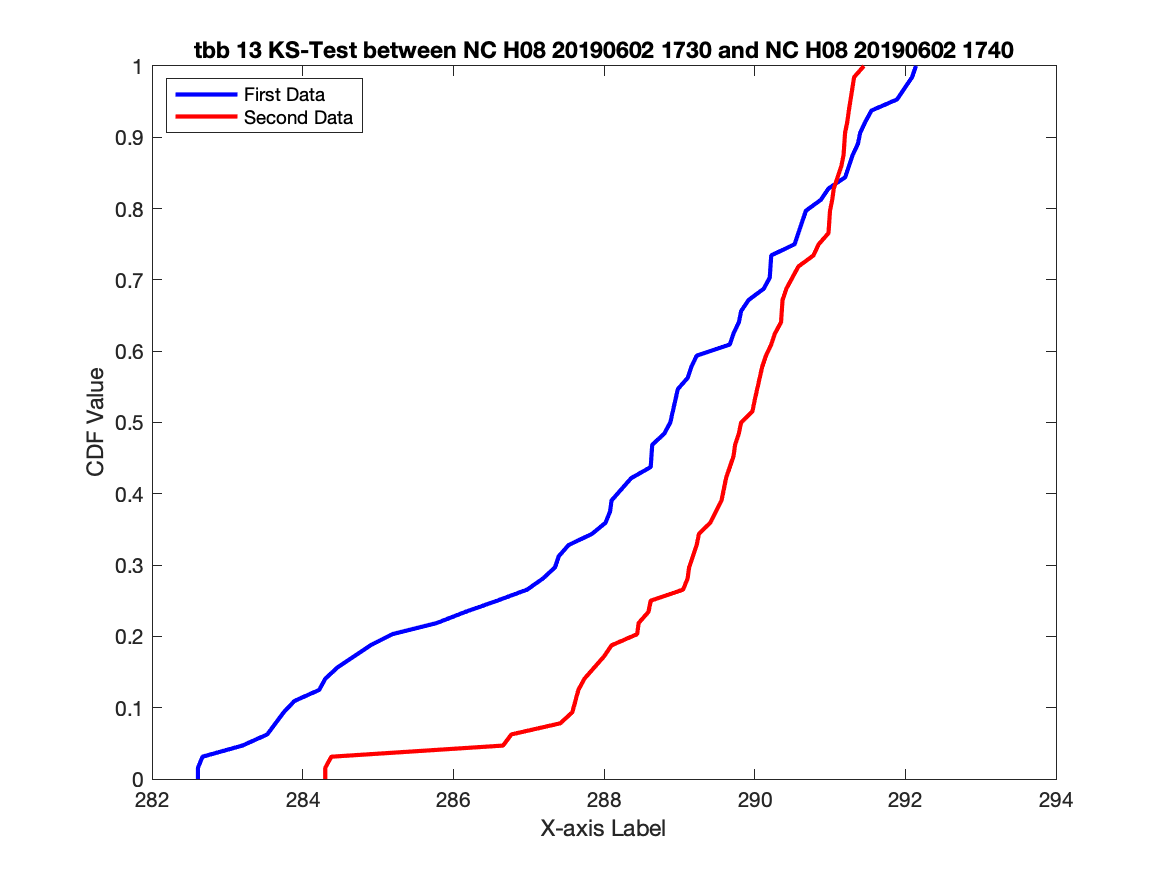 tbb 13 KS-Test between NC H08 20190602 1730 and NC H08 20190602 1740
First Data
Second Data
1
0.9
0.8
0.7
0.6
0.5
0.4
0.3
0.2
0.1
0
CDF Value
282 284 286 288 290 292 294
X-axis Label